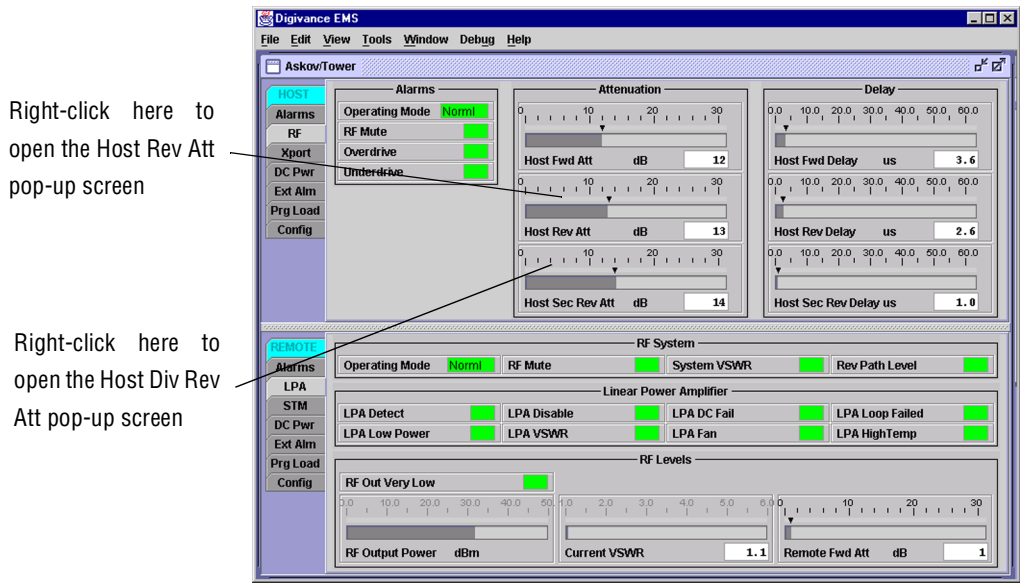 Digivance EMS
File Edit View Tools Window Debug Help
Askov/Tower
Right-click here to
open the Host Rev Att
pop-up screen
Right-click here to
open the Host Div Rev
Att pop-up screen
HOST
Alarms
RF
Xport
DC Pwr
Ext Alm
Prg Load
Config
Alarms
Operating Mode Norml
RF Mute
Overdrive
Underdrive
Attenuation
0 10 20 30
Host Fwd Att dB 12
0 10 20 30
Host Rev Att dB 13
0 10 20 30
Host Sec Rev Att dB 14
Delay
0.0 10.0 20.0 30.0 40.0 50.0 60.0
Host Fwd Delay us 3.6
0.0 10.0 20.0 30.0 40.0 50.0 60.0
Host Rev Delay us 2.6
0.0 10.0 20.0 30.0 40.0 50.0 60.0
Host Sec Rev Delay us 1.0
REMOTE
Alarms
LPA
STM
DC Pwr
Ext Alm
Prg Load
Config
RF System
Operating Mode Norml RF Mute System VSWR Rev Path Level
Linear Power Amplifier
LPA Detect LPA Disable LPA DC Fail LPA Loop Failed
LPA Low Power LPA VSWR LPA Fan LPA HighTemp
RF Levels
RF Out Very Low
10.0 20.0 30.0 40.0
RF Output Power dBm
2.0 3.0 4.0 5.0
Current VSWR 1.1
0 10 20 30
Remote Fwd Att dB 1